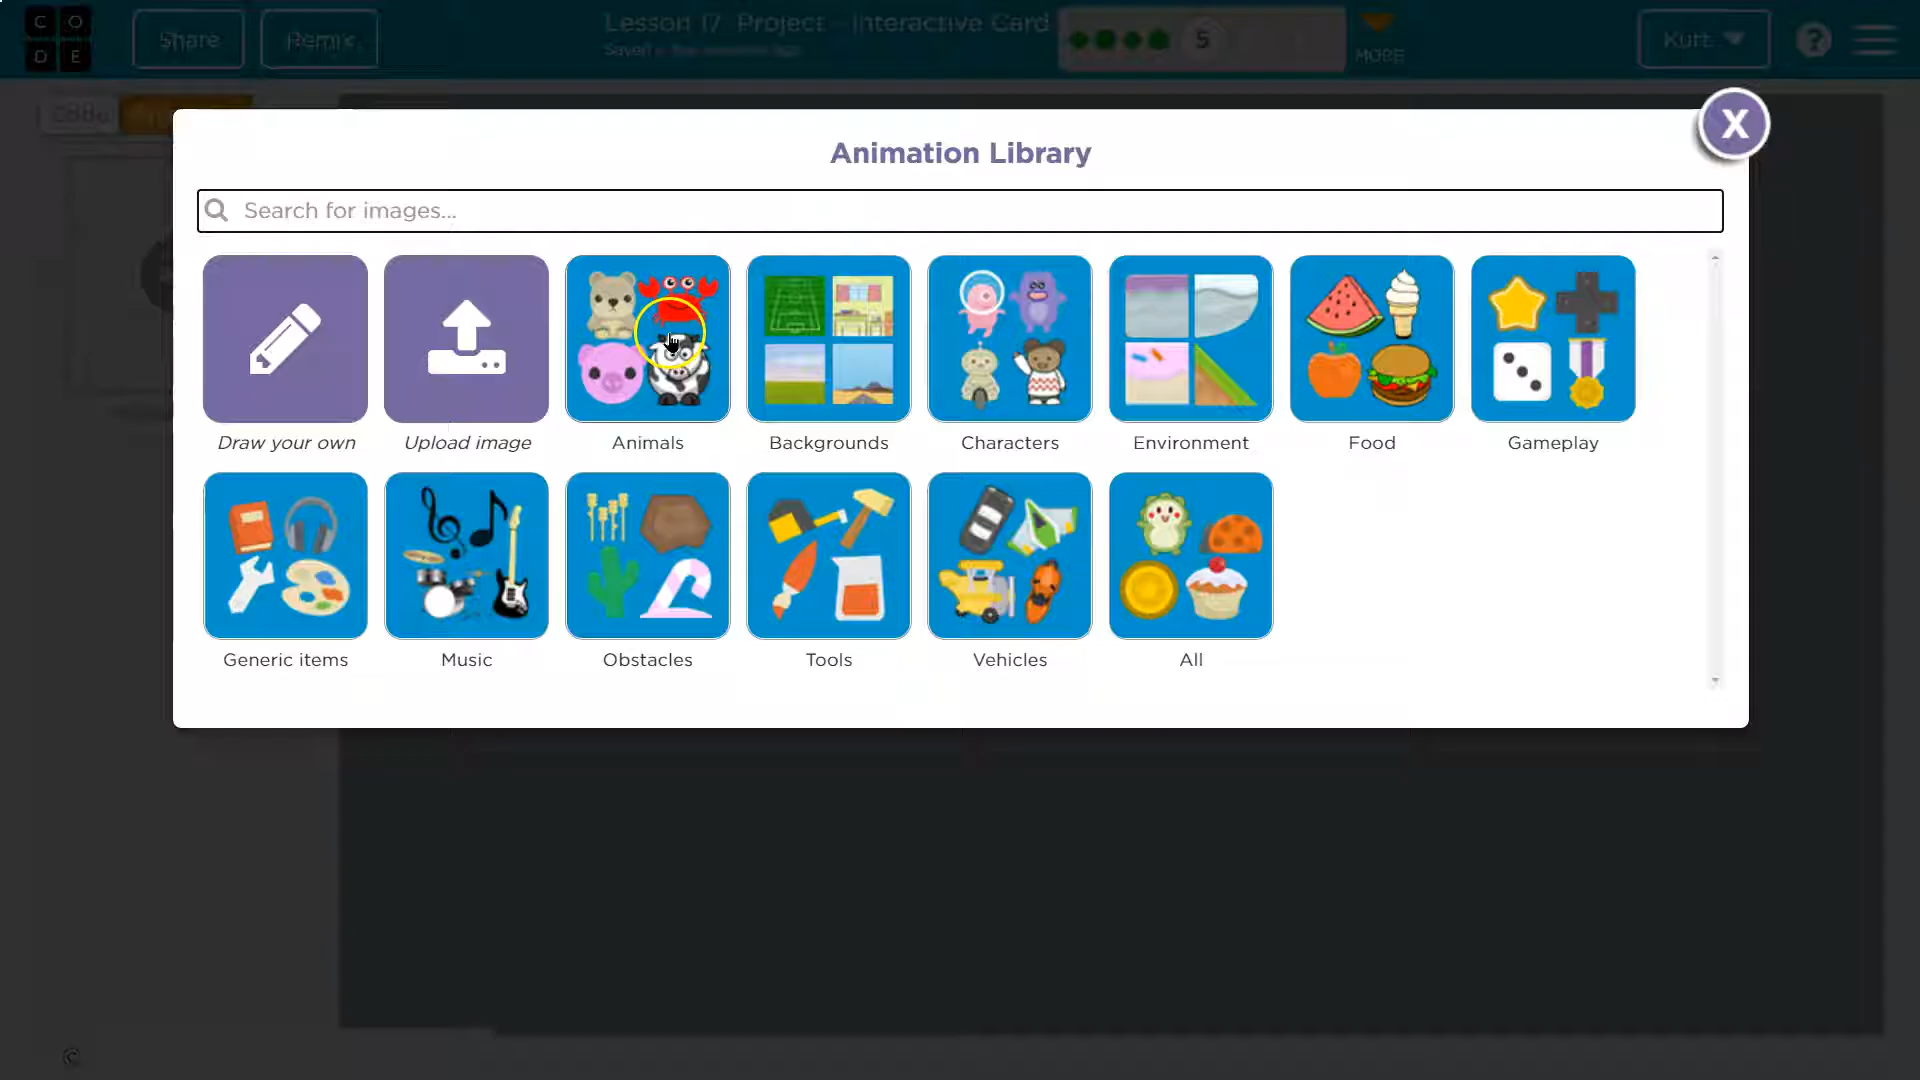 C O
D E
Share
Remix
Lesson 17 Project - Interactive Card
5
MORE
Kurt
?
X
Animation Library
Search for images...
Draw your own
Upload image
Animals
Backgrounds
Characters
Environment
Food
Gameplay
Generic items
Music
Obstacles
Tools
Vehicles
All